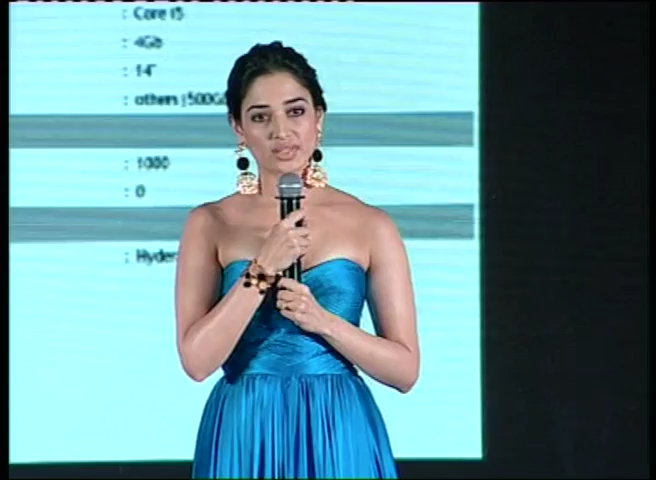 : Core i5
: 4Gb
: 14"
: others (500G
: 1000
: 0
: Hyder